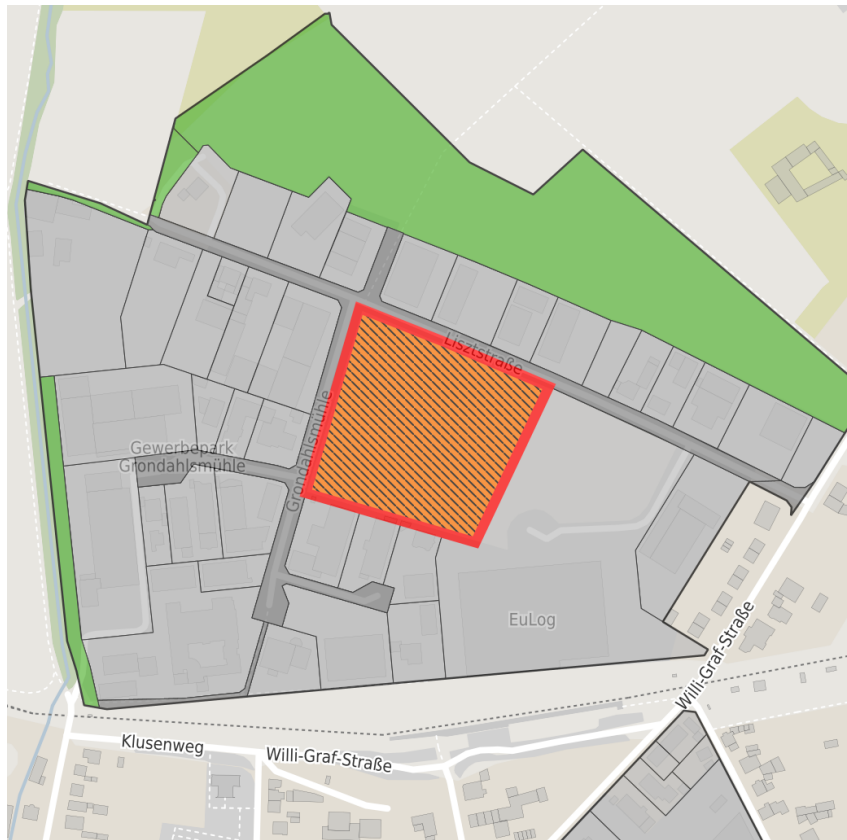 Lisztstraße
Grondahlsmühle
Gewerbepark
Grondahlsmühle
EuLog
Willi-Graf-Straße
Klusenweg
Willi-Graf-Straße